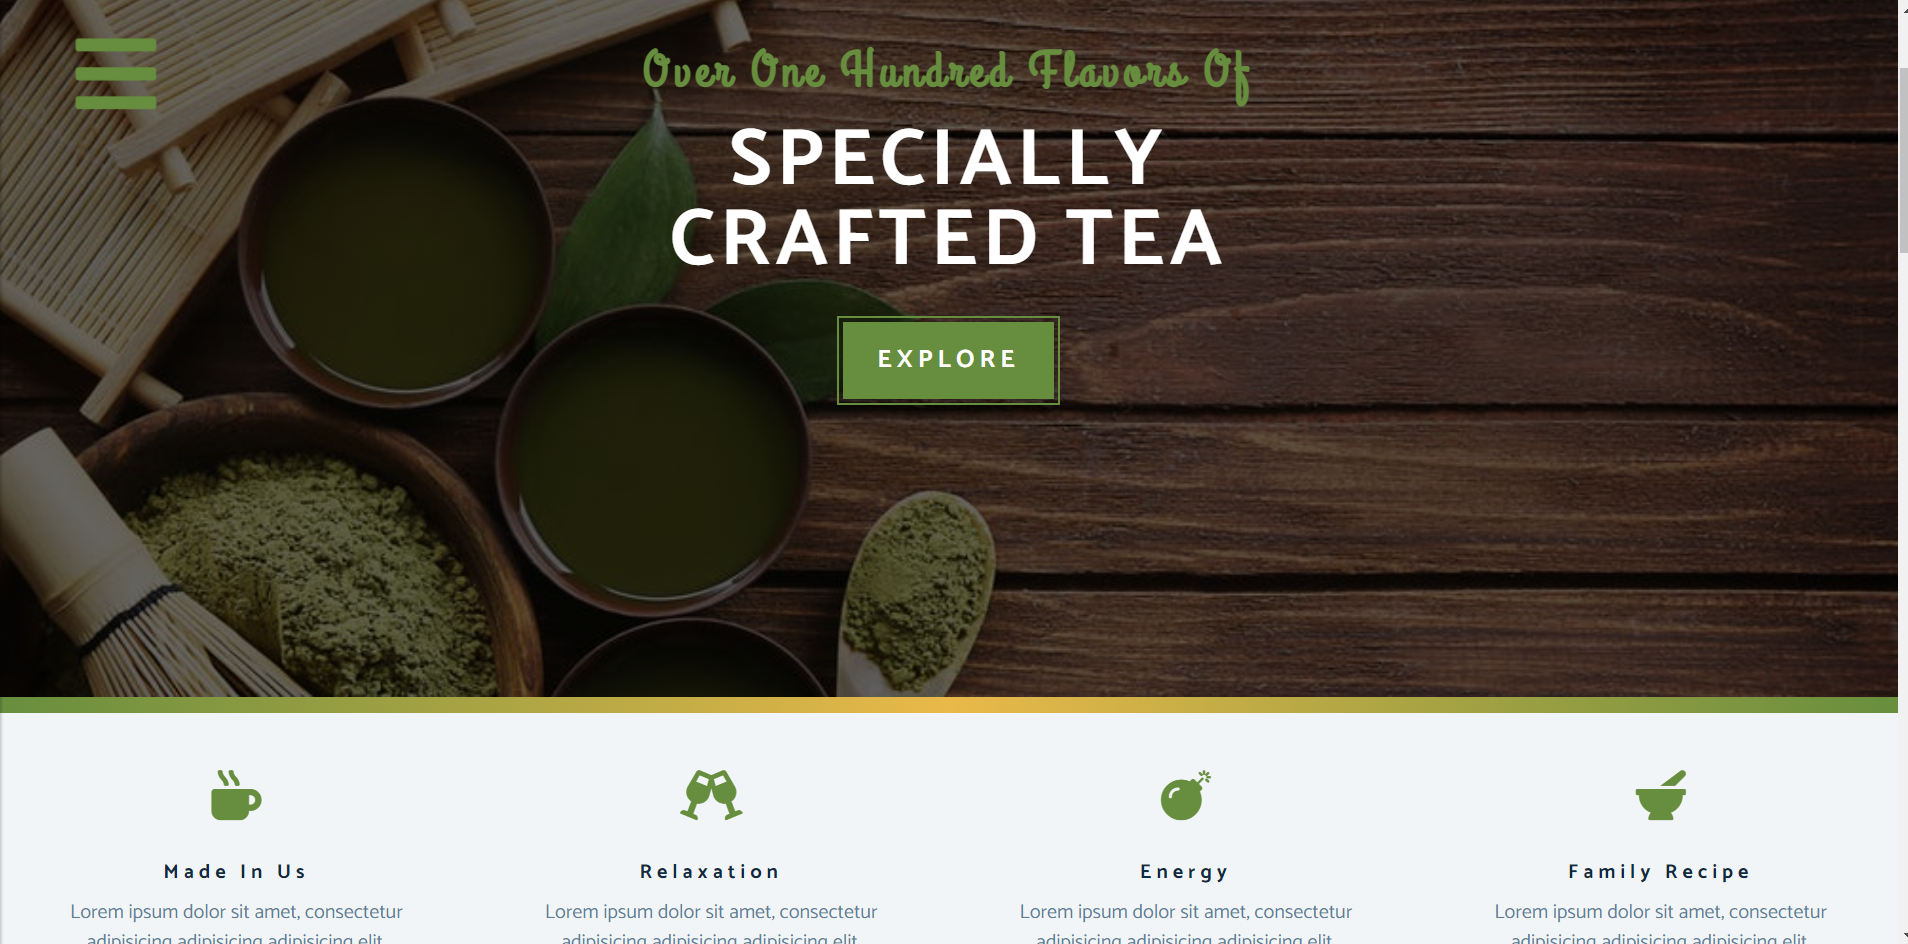 Over One Hundred Flavors Of
SPECIALLY
CRAFTED TEA
EXPLORE
Made In Us
Lorem ipsum dolor sit amet, consectetur
adipisicing adipisicing adipisicing elit
Relaxation
Lorem ipsum dolor sit amet, consectetur
adipisicing adipisicing adipisicing elit
Energy
Lorem ipsum dolor sit amet, consectetur
adipisicing adipisicing adipisicing elit
Family Recipe
Lorem ipsum dolor sit amet, consectetur
adipisicing adipisicing adipisicing elit